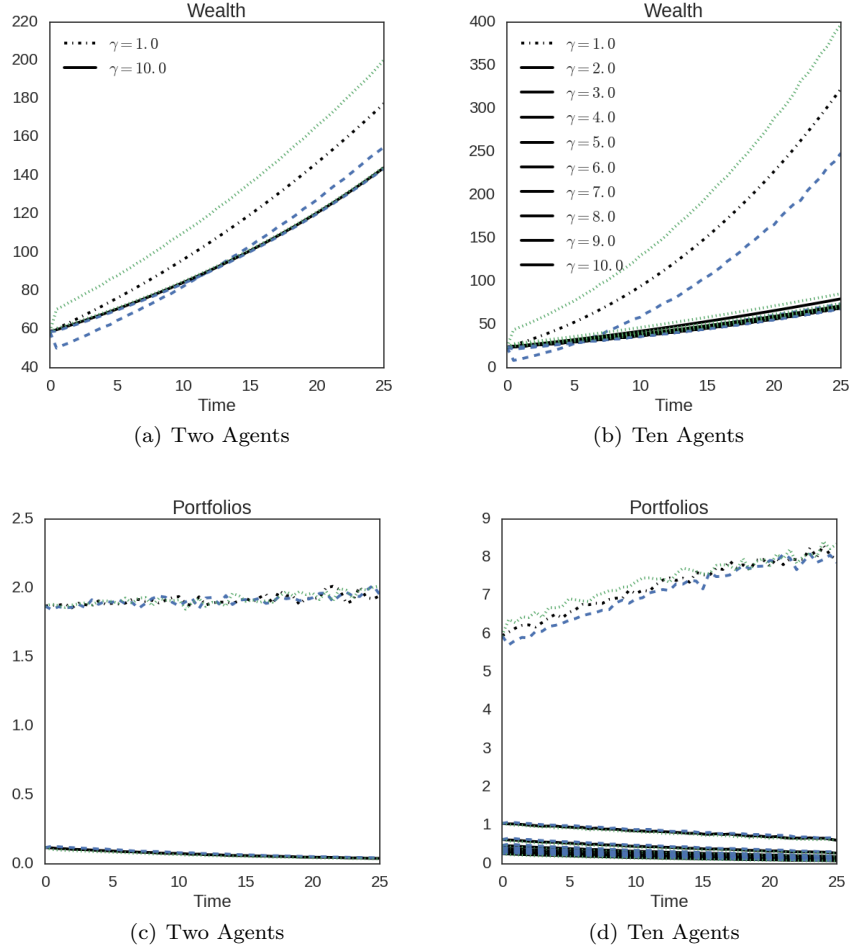 Wealth
220
200
180
160
140
120
100
80
60
40
γ = 1.0
γ = 10.0
0 5 10 15 20 25
Time
(a) Two Agents
Wealth
400
350
300
250
200
150
100
50
0
γ = 1.0
γ = 2.0
γ = 3.0
γ = 4.0
γ = 5.0
γ = 6.0
γ = 7.0
γ = 8.0
γ = 9.0
γ = 10.0
0 5 10 15 20 25
Time
(b) Ten Agents
Portfolios
2.5
2.0
1.5
1.0
0.5
0.0
0 5 10 15 20 25
Time
(c) Two Agents
Portfolios
9
8
7
6
5
4
3
2
1
0
0 5 10 15 20 25
Time
(d) Ten Agents